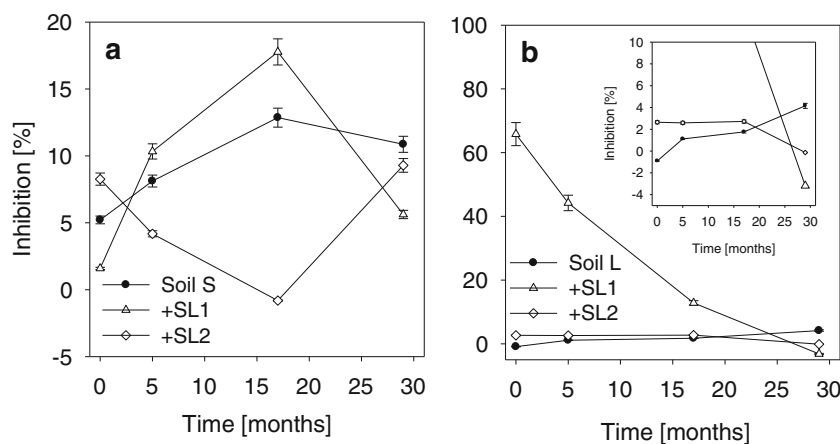 a
20
15
10
5
0
-5
Inhibition [%]
Soil S
+SL1
+SL2
0 5 10 15 20 25 30
Time [months]
b
100
80
60
40
20
0
Soil L
+SL1
+SL2
0 5 10 15 20 25 30
Time [months]
10
8
6
4
2
0
-2
-4
Inhibition [%]
0 5 10 15 20 25 30
Time [months]